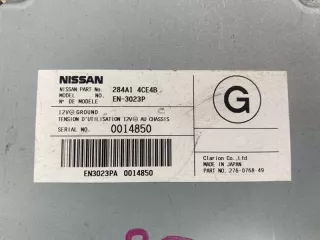 NISSAN
NISSAN PART No. 284A1 4CE4B
MODEL NO. EN-3023P
N° DE MODELE
12V⊖ GROUND
TENSION D'UTILISATION 12V⊖ AU CHASSIS
SERIAL NO. 0014850
G
EN3023PA 0014850
Clarion Co.,Ltd
MADE IN JAPAN
PART No. 276-0768-49